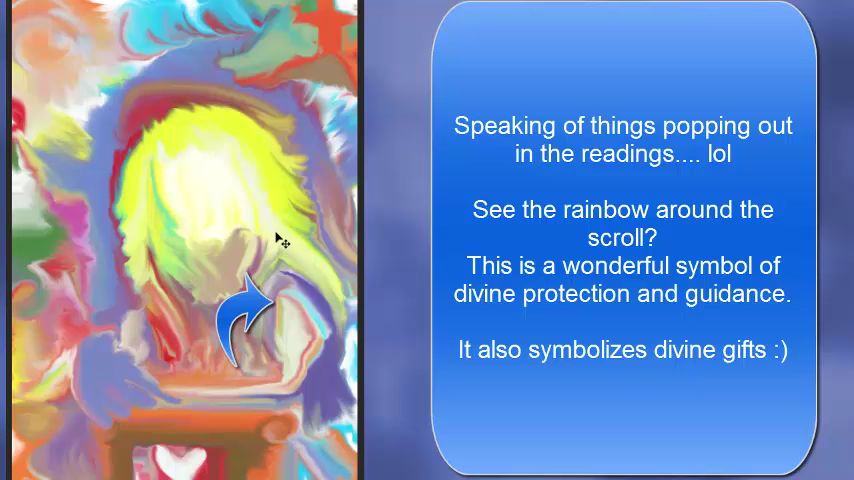 Speaking of things popping out
in the readings.... lol
See the rainbow around the
scroll?
This is a wonderful symbol of
divine protection and guidance.
It also symbolizes divine gifts :)